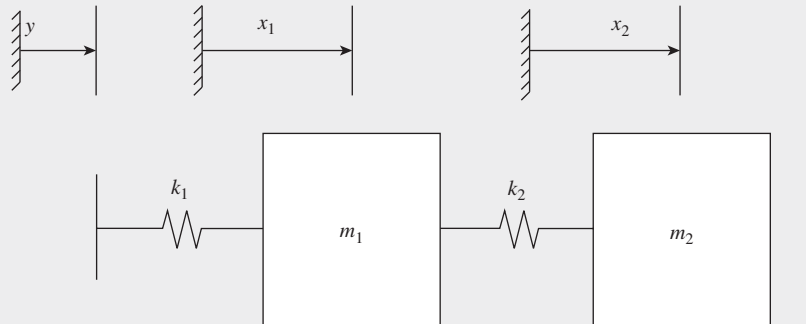 y
x₁
x₂
k₁
k₂
m₁
m₂